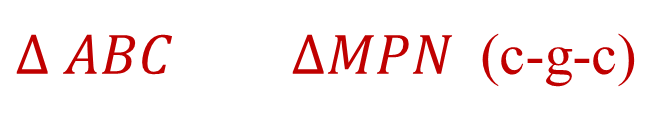 Δ ABC ΔMPN (c-g-c)